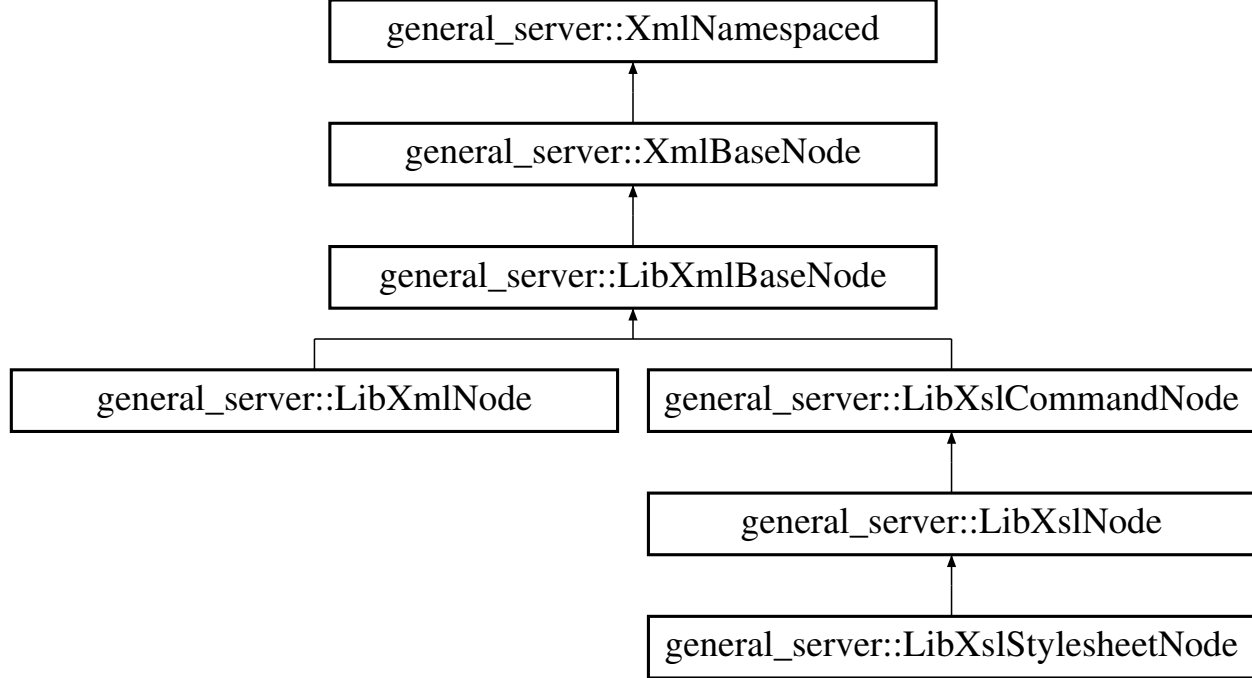 general_server::XmlNamespaced
general_server::XmlBaseNode
general_server::LibXmlBaseNode
general_server::LibXmlNode
general_server::LibXslCommandNode
general_server::LibXslNode
general_server::LibXslStylesheetNode